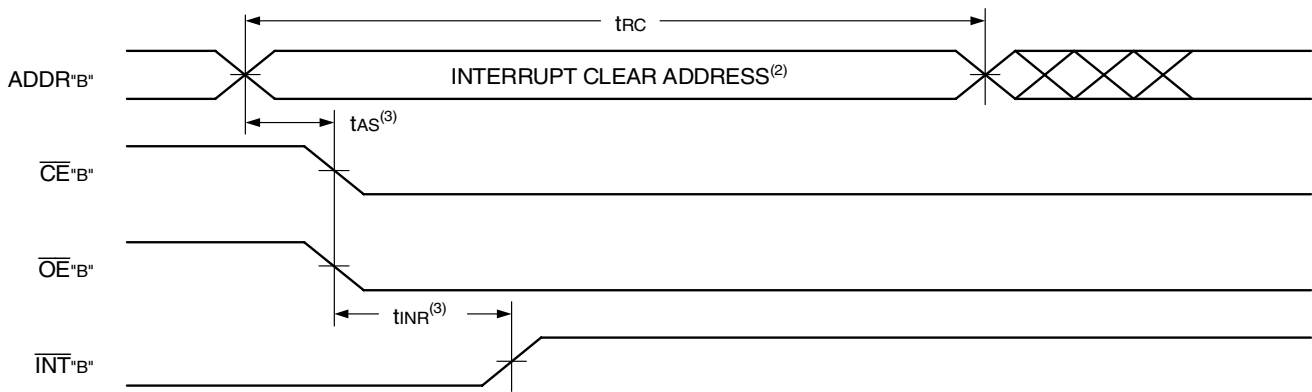 tRC
ADDR"B"
INTERRUPT CLEAR ADDRESS(2)
tAS(3)
CE"B"
OE"B"
tINR(3)
INT"B"